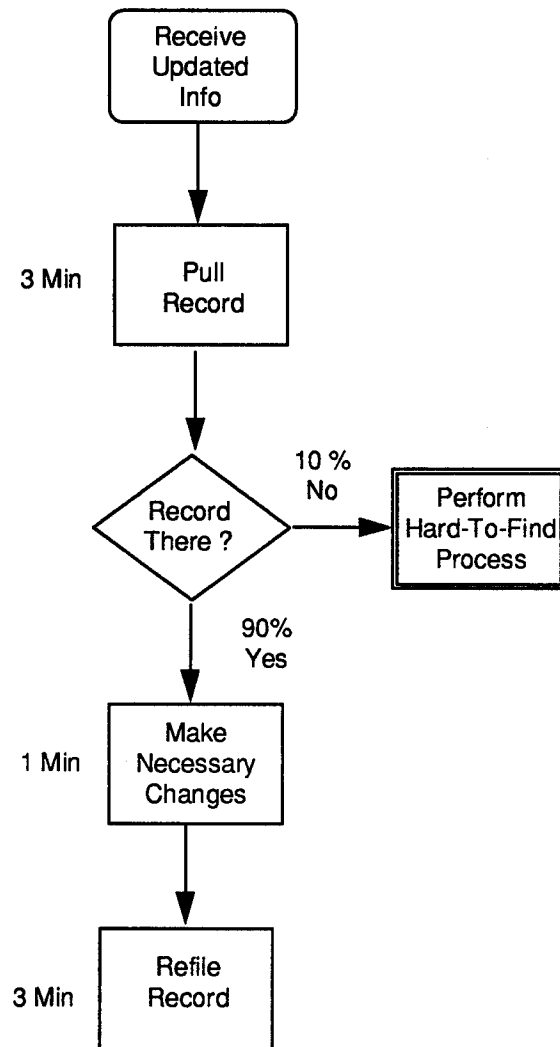 Receive
Updated
Info
3 Min
Pull
Record
Record
There ?
10 %
No
Perform
Hard-To-Find
Process
90%
Yes
1 Min
Make
Necessary
Changes
3 Min
Refile
Record